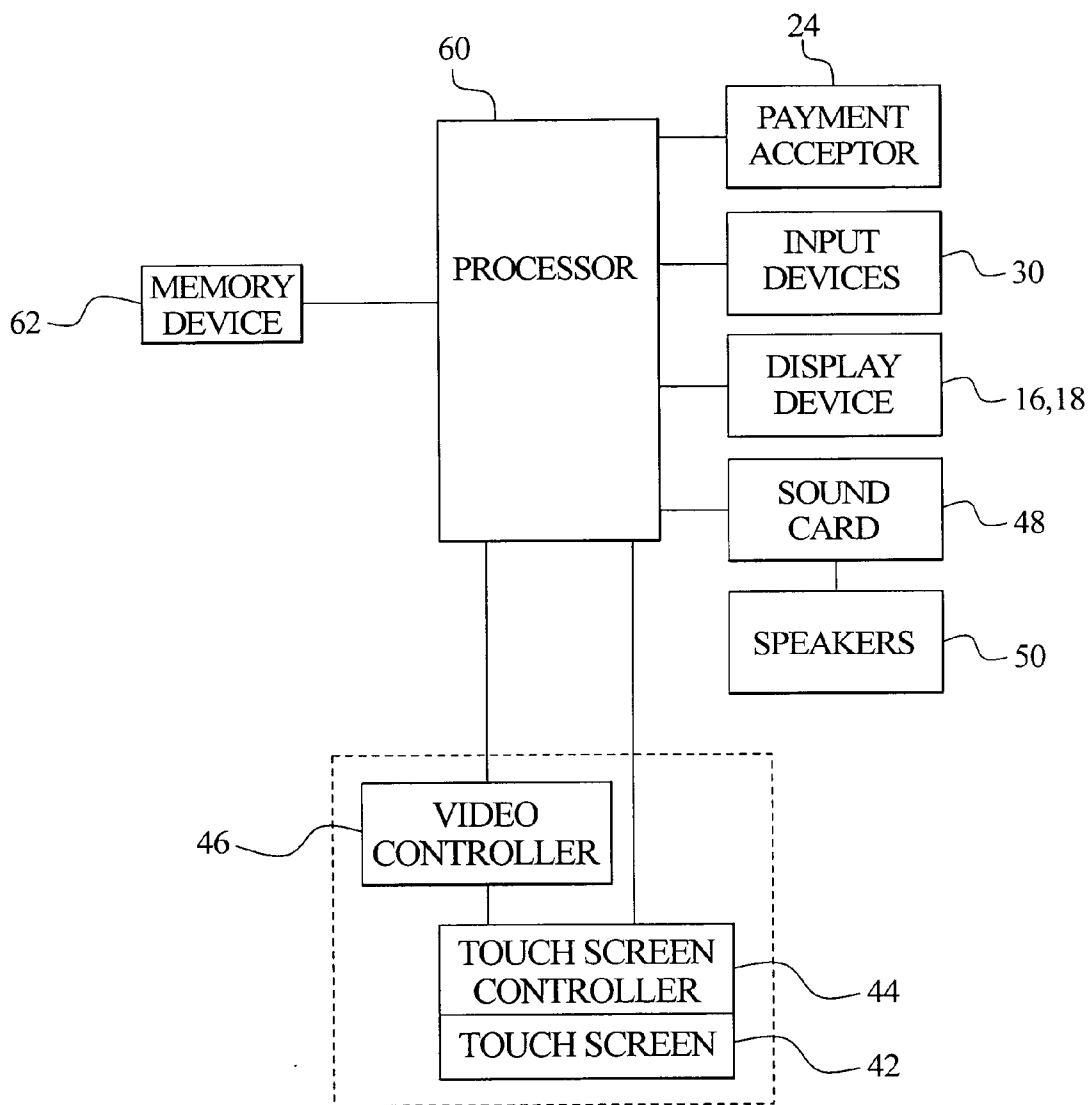 60
24
PAYMENT
ACCEPTOR
PROCESSOR
INPUT
DEVICES
30
MEMORY
DEVICE
62
DISPLAY
DEVICE
16,18
SOUND
CARD
48
SPEAKERS
50
VIDEO
CONTROLLER
46
TOUCH SCREEN
CONTROLLER
44
TOUCH SCREEN
42